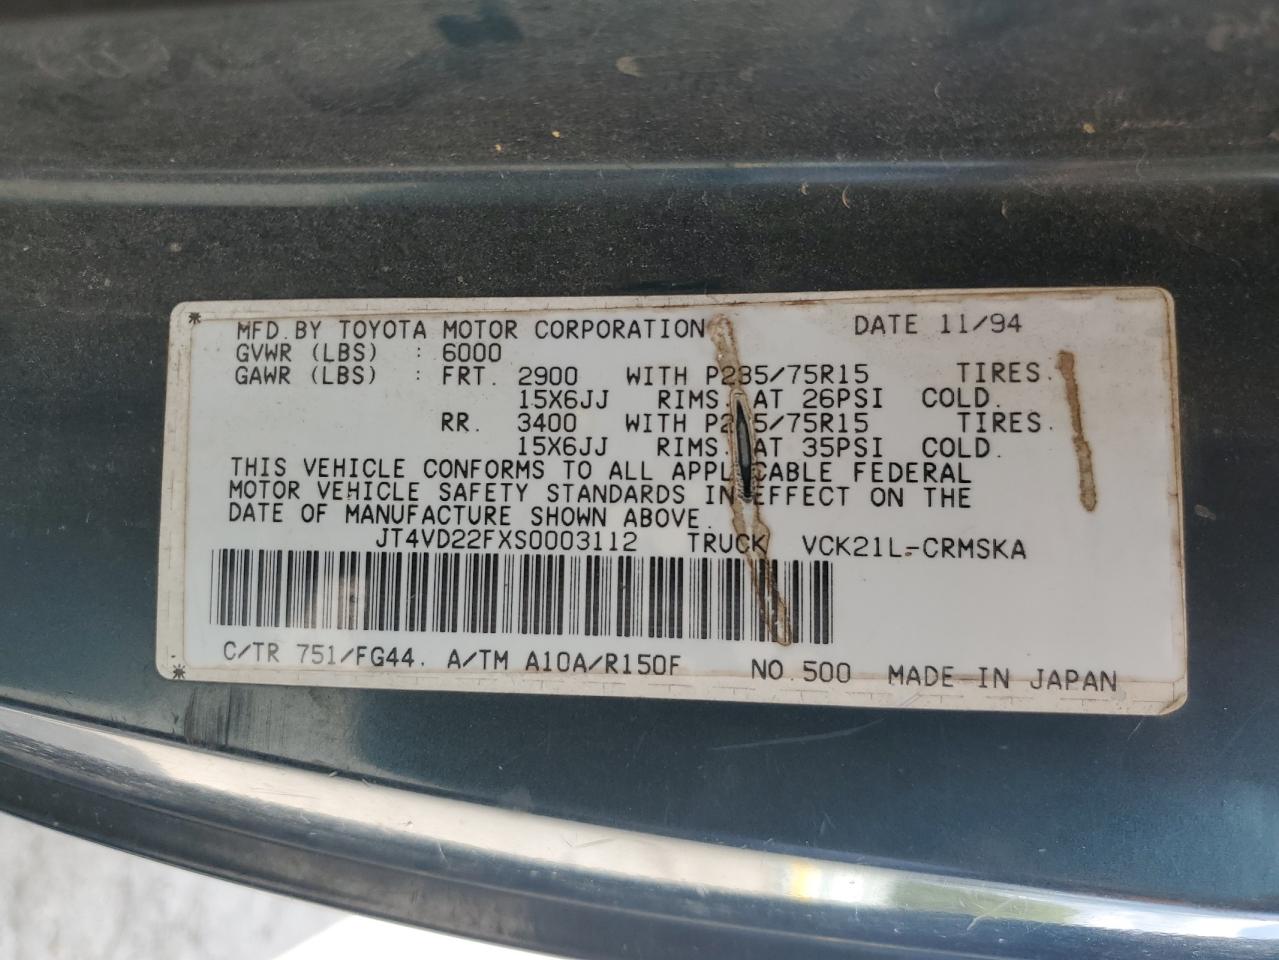 MFD. BY TOYOTA MOTOR CORPORATION DATE 11/94
GVWR (LBS) : 6000
GAWR (LBS) : FRT. 2900 WITH P235/75R15 TIRES.
15X6JJ RIMS. AT 26PSI COLD.
RR. 3400 WITH P235/75R15 TIRES.
15X6JJ RIMS. AT 35PSI COLD.
THIS VEHICLE CONFORMS TO ALL APPLICABLE FEDERAL
MOTOR VEHICLE SAFETY STANDARDS IN EFFECT ON THE
DATE OF MANUFACTURE SHOWN ABOVE.
JT4VD22FXS0003112 TRUCK VCK21L-CRMSKA
C/TR 751/FG44. A/TM A10A/R150F NO.500 MADE IN JAPAN